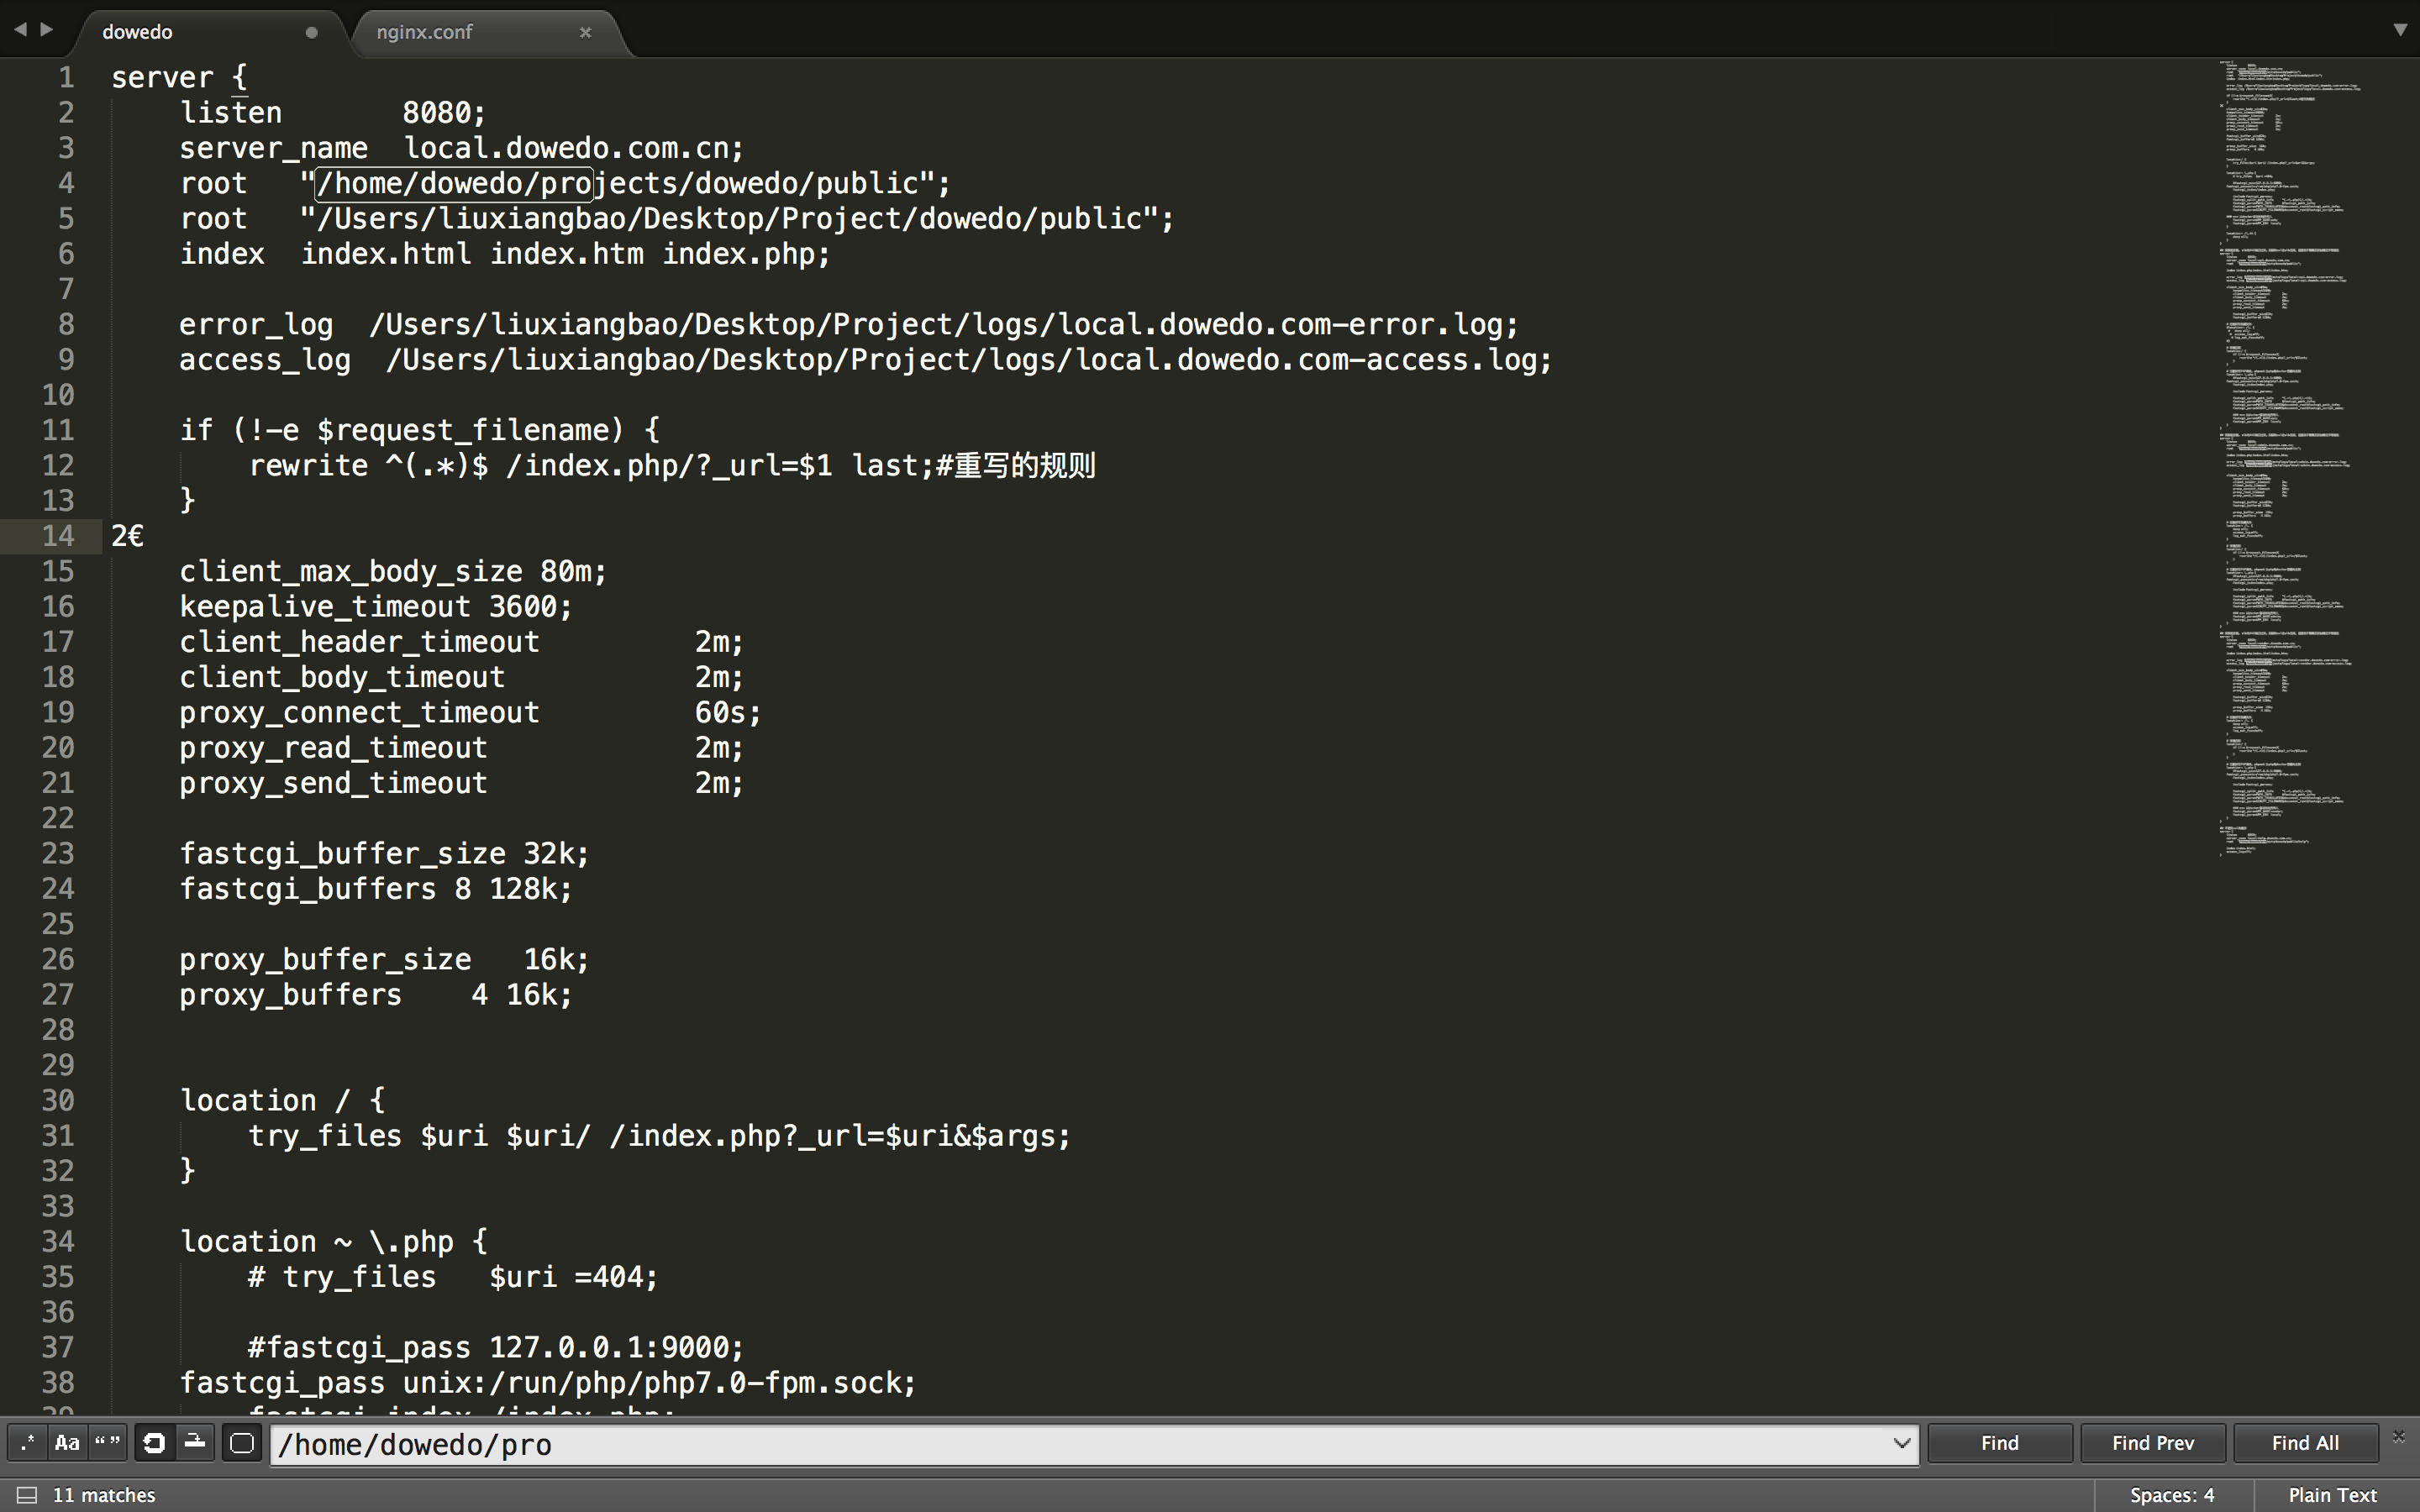 dowedo
nginx.conf
1 server {
2 listen 8080;
3 server_name local.dowedo.com.cn;
4 root "/home/dowedo/projects/dowedo/public";
5 root "/Users/liuxiangbao/Desktop/Project/dowedo/public";
6 index index.html index.htm index.php;
7
8 error_log /Users/liuxiangbao/Desktop/Project/logs/local.dowedo.com-error.log;
9 access_log /Users/liuxiangbao/Desktop/Project/logs/local.dowedo.com-access.log;
10
11 if (!-e $request_filename) {
12 rewrite ^(.*)$ /index.php/?_url=$1 last;#重写的规则
13 }
14 2€
15 client_max_body_size 80m;
16 keepalive_timeout 3600;
17 client_header_timeout 2m;
18 client_body_timeout 2m;
19 proxy_connect_timeout 60s;
20 proxy_read_timeout 2m;
21 proxy_send_timeout 2m;
22
23 fastcgi_buffer_size 32k;
24 fastcgi_buffers 8 128k;
25
26 proxy_buffer_size 16k;
27 proxy_buffers 4 16k;
28
29
30 location / {
31 try_files $uri $uri/ /index.php?_url=$uri&$args;
32 }
33
34 location ~ \.php {
35 # try_files $uri =404;
36
37 #fastcgi_pass 127.0.0.1:9000;
38 fastcgi_pass unix:/run/php/php7.0-fpm.sock;
39 fastcgi_index /index.php;
.* Aa “” /home/dowedo/pro Find Find Prev Find All
11 matches Spaces: 4 Plain Text